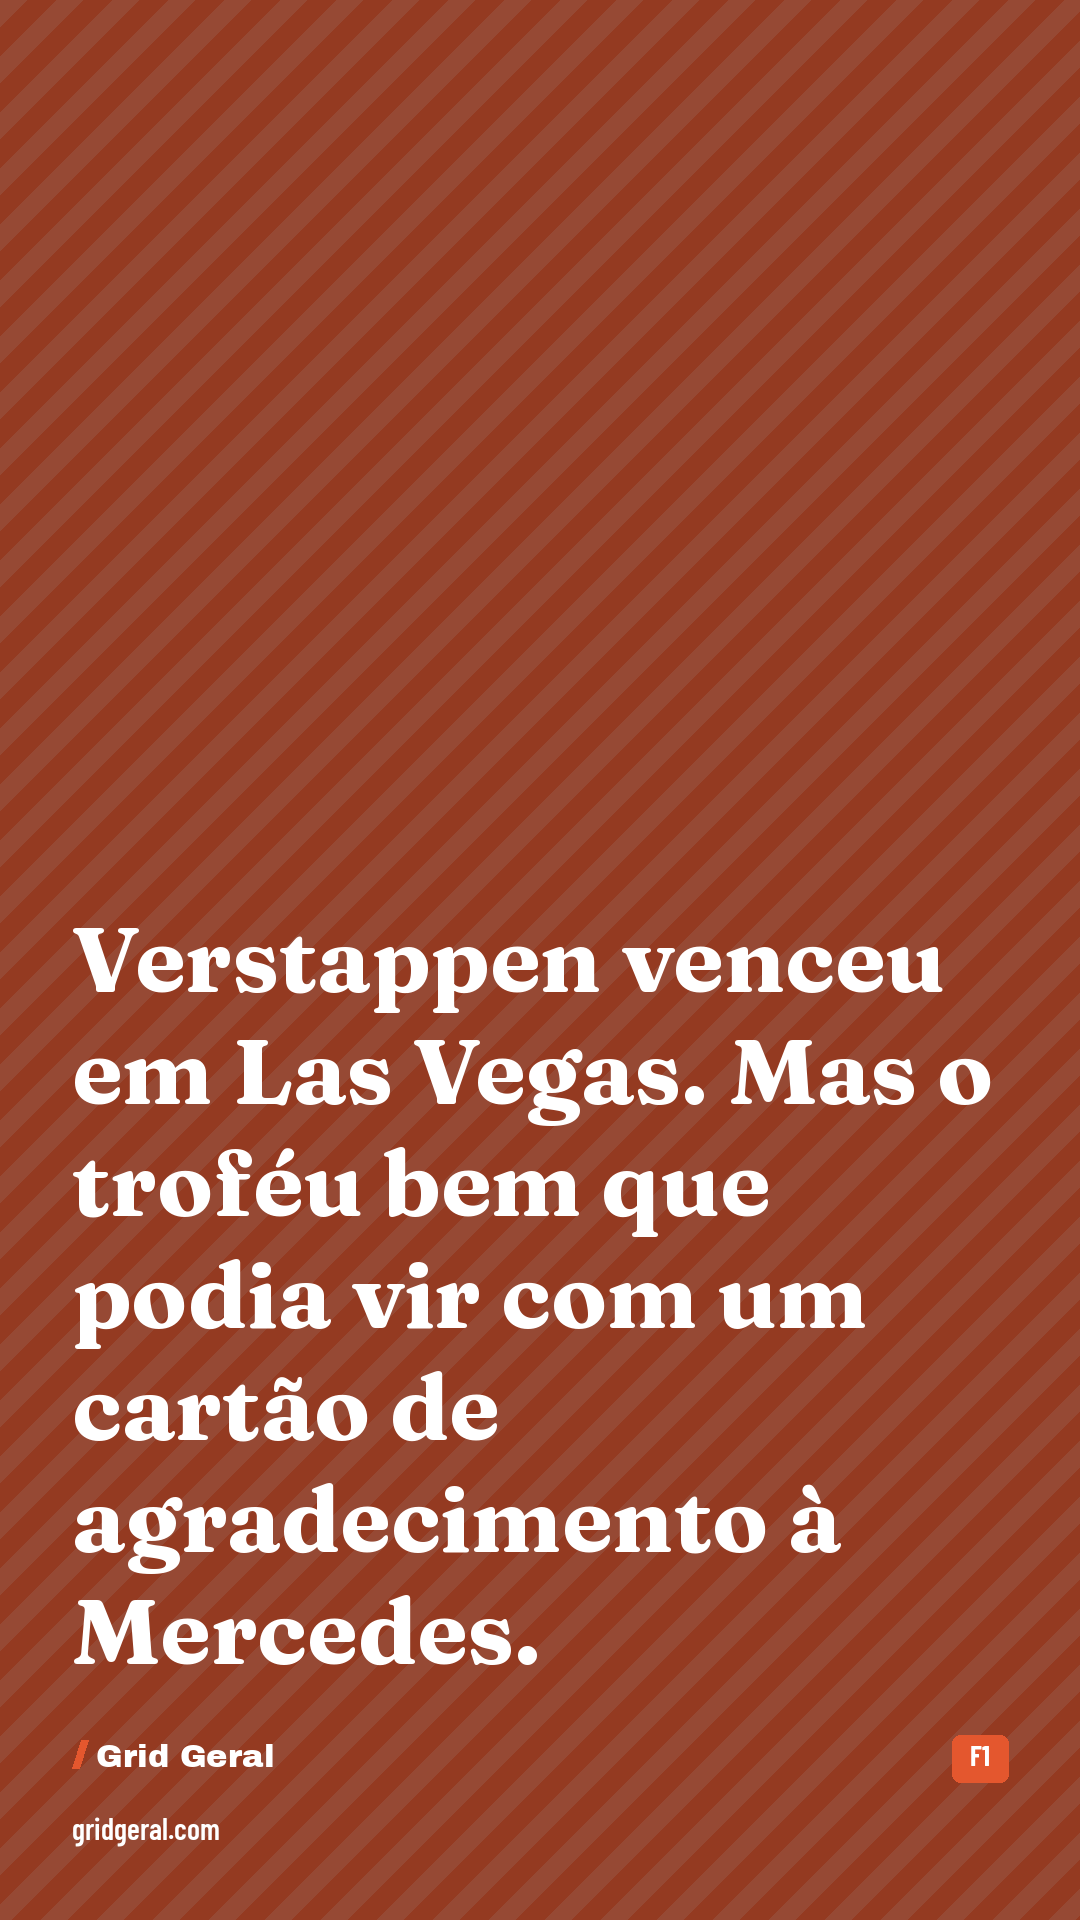 Verstappen venceu
em Las Vegas. Mas o
troféu bem que
podia vir com um
cartão de
agradecimento à
Mercedes.
Grid Geral
F1
gridgeral.com